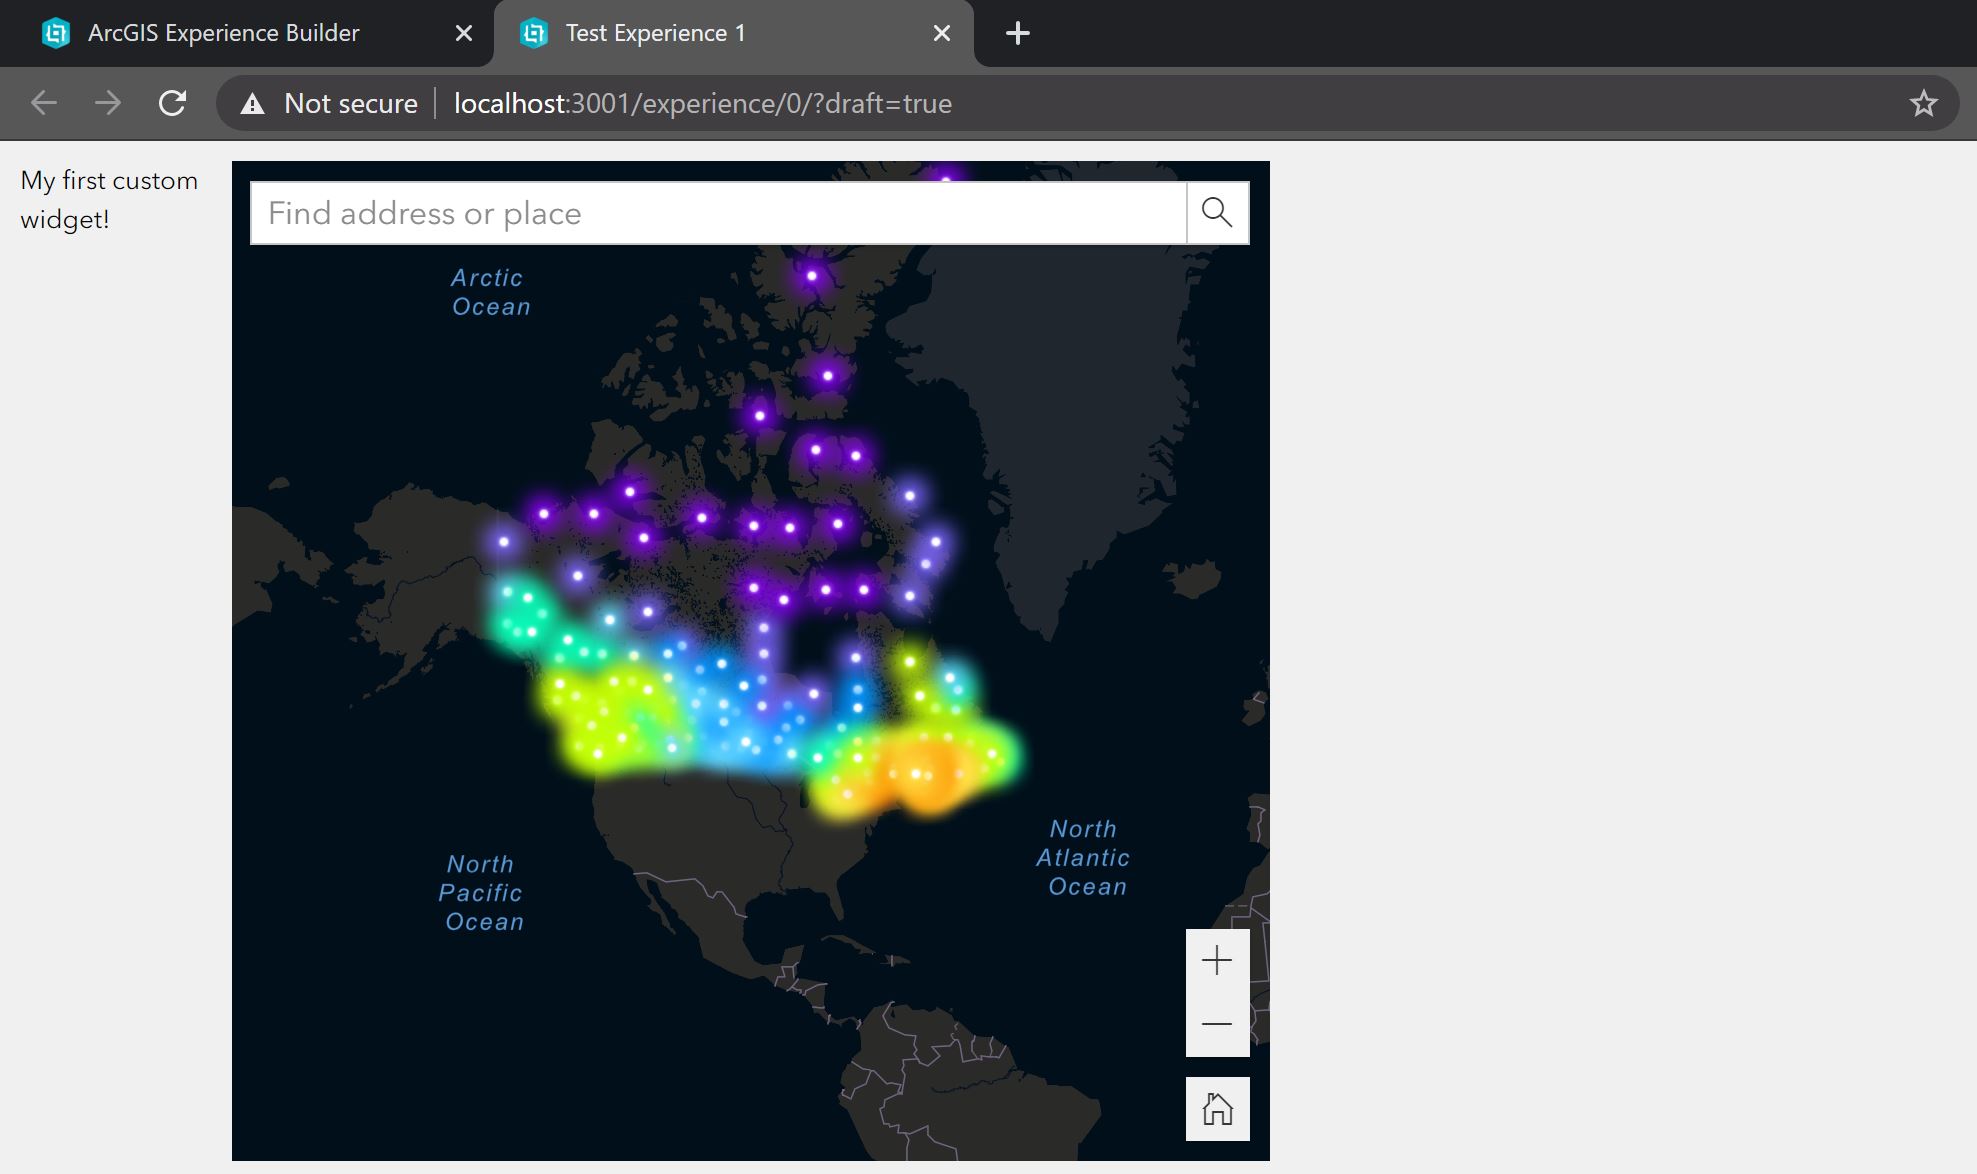 ArcGIS Experience Builder
Test Experience 1
Not secure
localhost:3001/experience/0/?draft=true
My first custom
widget!
Find address or place
Arctic
Ocean
North
Atlantic
Ocean
North
Pacific
Ocean